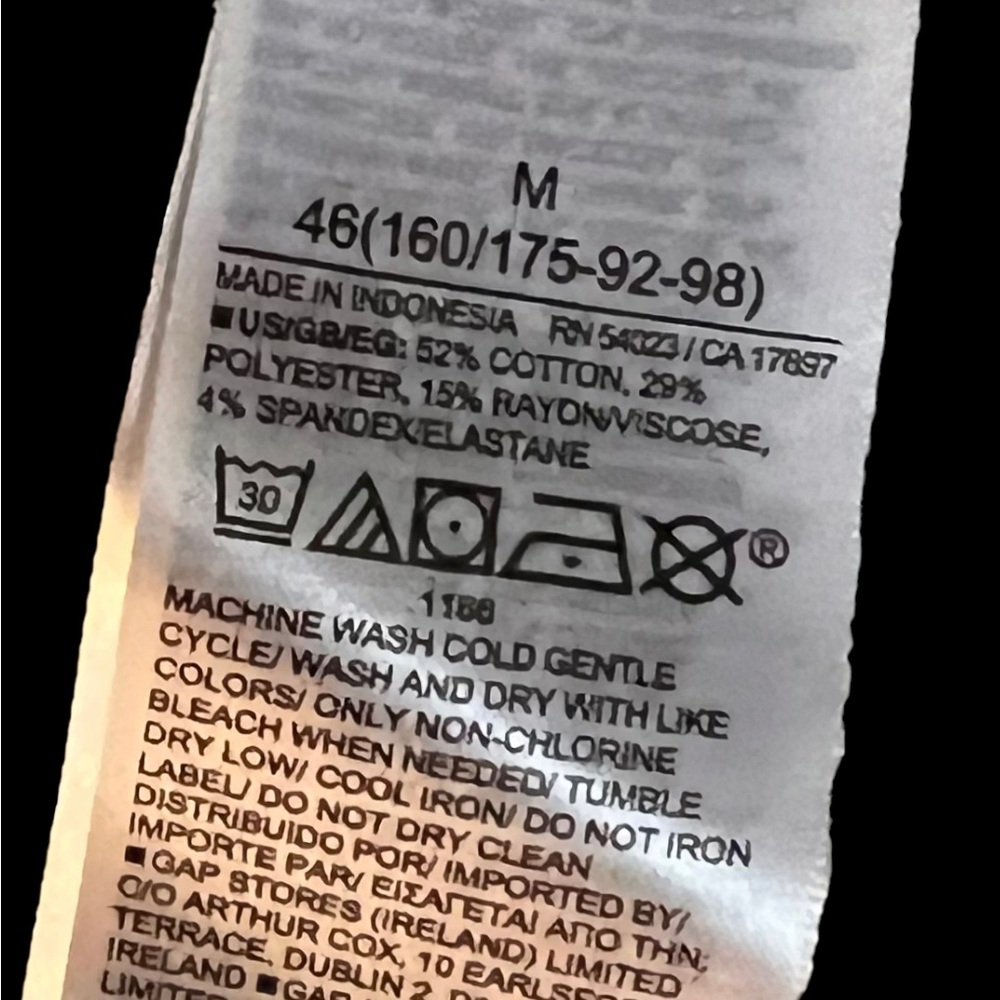 M
46(160/175-92-98)
MADE IN INDONESIA RN 54023 / CA 17897
■US/GB/EG: 52% COTTON, 29%
POLYESTER, 15% RAYON/VISCOSE,
4% SPANDEX/ELASTANE
30 ®
1166
MACHINE WASH COLD GENTLE
CYCLE/ WASH AND DRY WITH LIKE
COLORS/ ONLY NON-CHLORINE
BLEACH WHEN NEEDED/ TUMBLE
DRY LOW/ COOL IRON/ DO NOT IRON
LABEL/ DO NOT DRY CLEAN
DISTRIBUIDO POR/ IMPORTED BY/
IMPORTE PAR/ ΕΙΣΑΓΕΤΑΙ ΑΠΟ ΤΗΝ:
■ GAP STORES (IRELAND) LIMITED
C/O ARTHUR COX, 10 EARLSFORT
TERRACE, DUBLIN 2,
IRELAND ■GAP
LIMITED